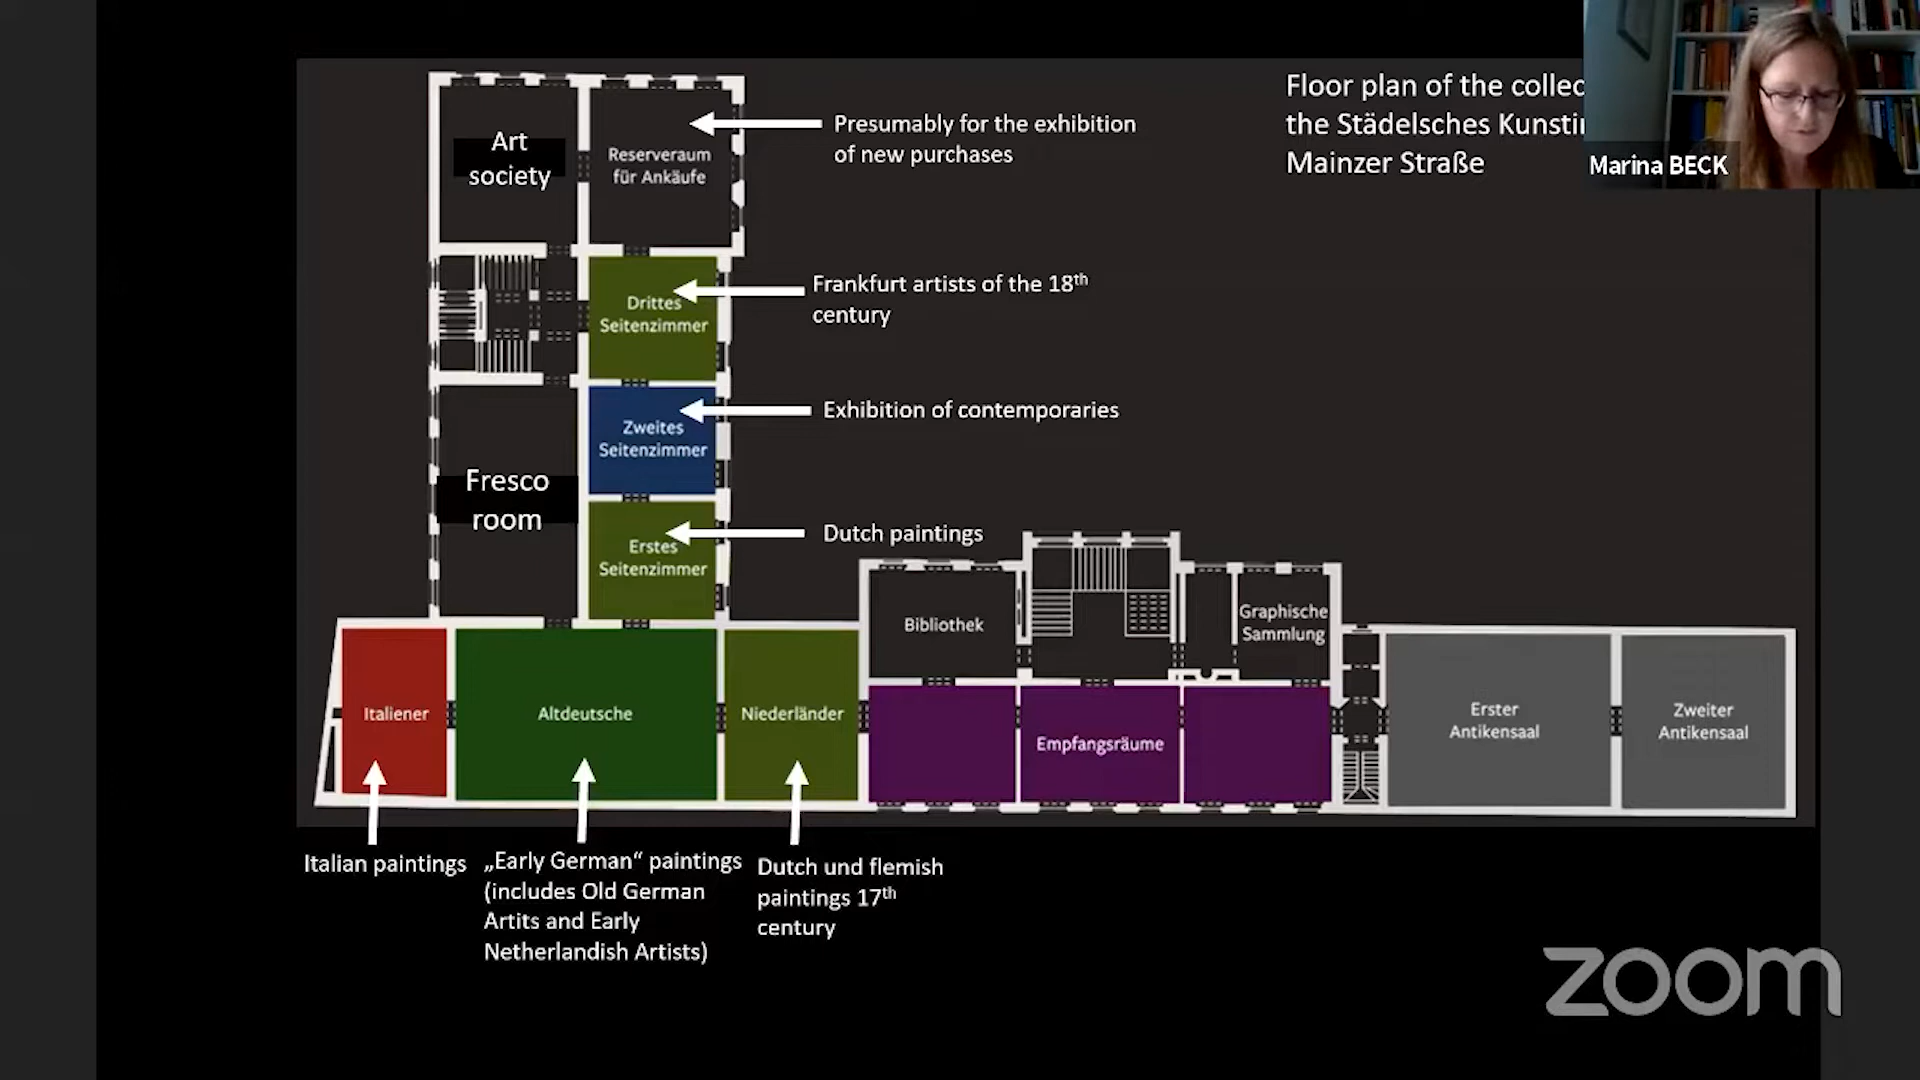 Floor plan of the collec
the Städelsches Kunsti
Mainzer Straße
Marina BECK
Art
society
Reserveraum
für Ankäufe
Presumably for the exhibition
of new purchases
Drittes
Seitenzimmer
Frankfurt artists of the 18th
century
Zweites
Seitenzimmer
Exhibition of contemporaries
Fresco
room
Erstes
Seitenzimmer
Dutch paintings
Bibliothek
Graphische
Sammlung
Italiener
Altdeutsche
Niederländer
Empfangsräume
Erster
Antikensaal
Zweiter
Antikensaal
Italian paintings
„Early German“ paintings
(includes Old German
Artits and Early
Netherlandish Artists)
Dutch und flemish
paintings 17th
century
zoom